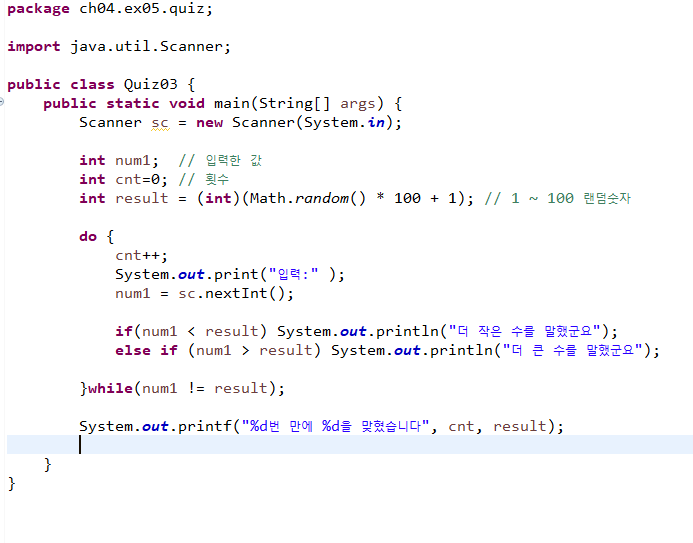 package ch04.ex05.quiz;
import java.util.Scanner;
public class Quiz03 {
public static void main(String[] args) {
Scanner sc = new Scanner(System.in);
int num1;  // 입력한 값
int cnt=0; // 횟수
int result = (int)(Math.random() * 100 + 1); // 1 ~ 100 랜덤숫자
do {
cnt++;
System.out.print("입력:" );
num1 = sc.nextInt();
if(num1 < result) System.out.println("더 작은 수를 말했군요");
else if (num1 > result) System.out.println("더 큰 수를 말했군요");
}while(num1 != result);
System.out.printf("%d번 만에 %d을 맞혔습니다", cnt, result);
}
}